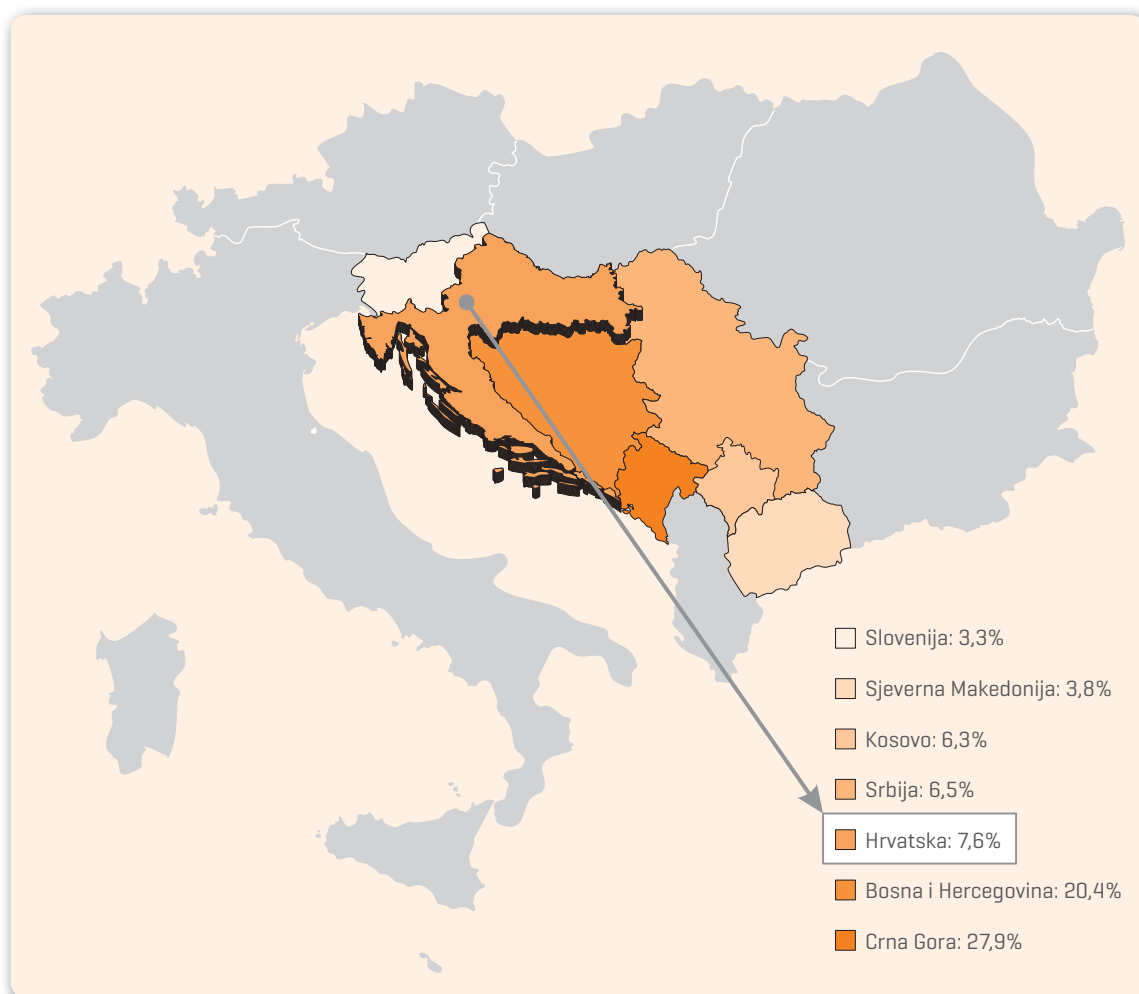 Slovenija: 3,3%
Sjeverna Makedonija: 3,8%
Kosovo: 6,3%
Srbija: 6,5%
Hrvatska: 7,6%
Bosna i Hercegovina: 20,4%
Crna Gora: 27,9%